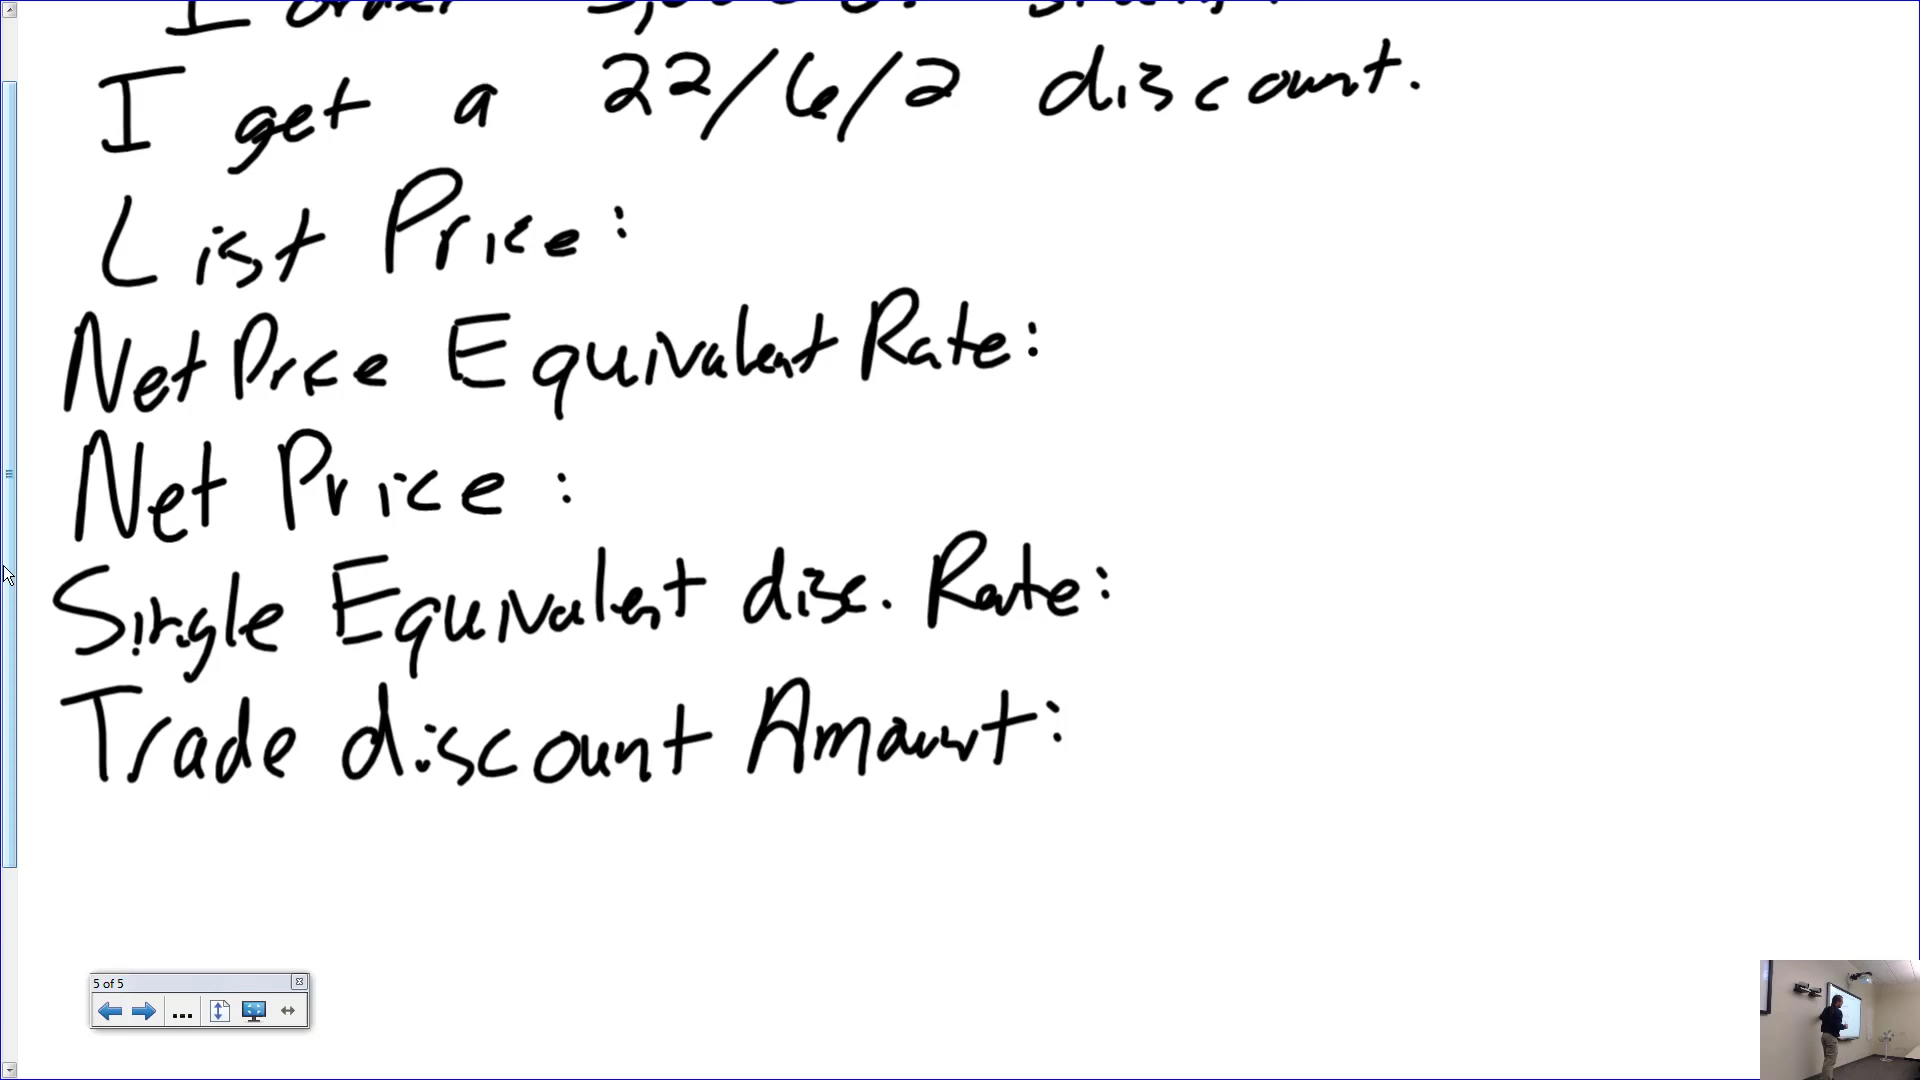 I order
I get a 22/6/2 discount.
List Price:
Net Price Equivalent Rate:
Net Price:
Single Equivalent disc. Rate:
Trade discount Amount:
5 of 5